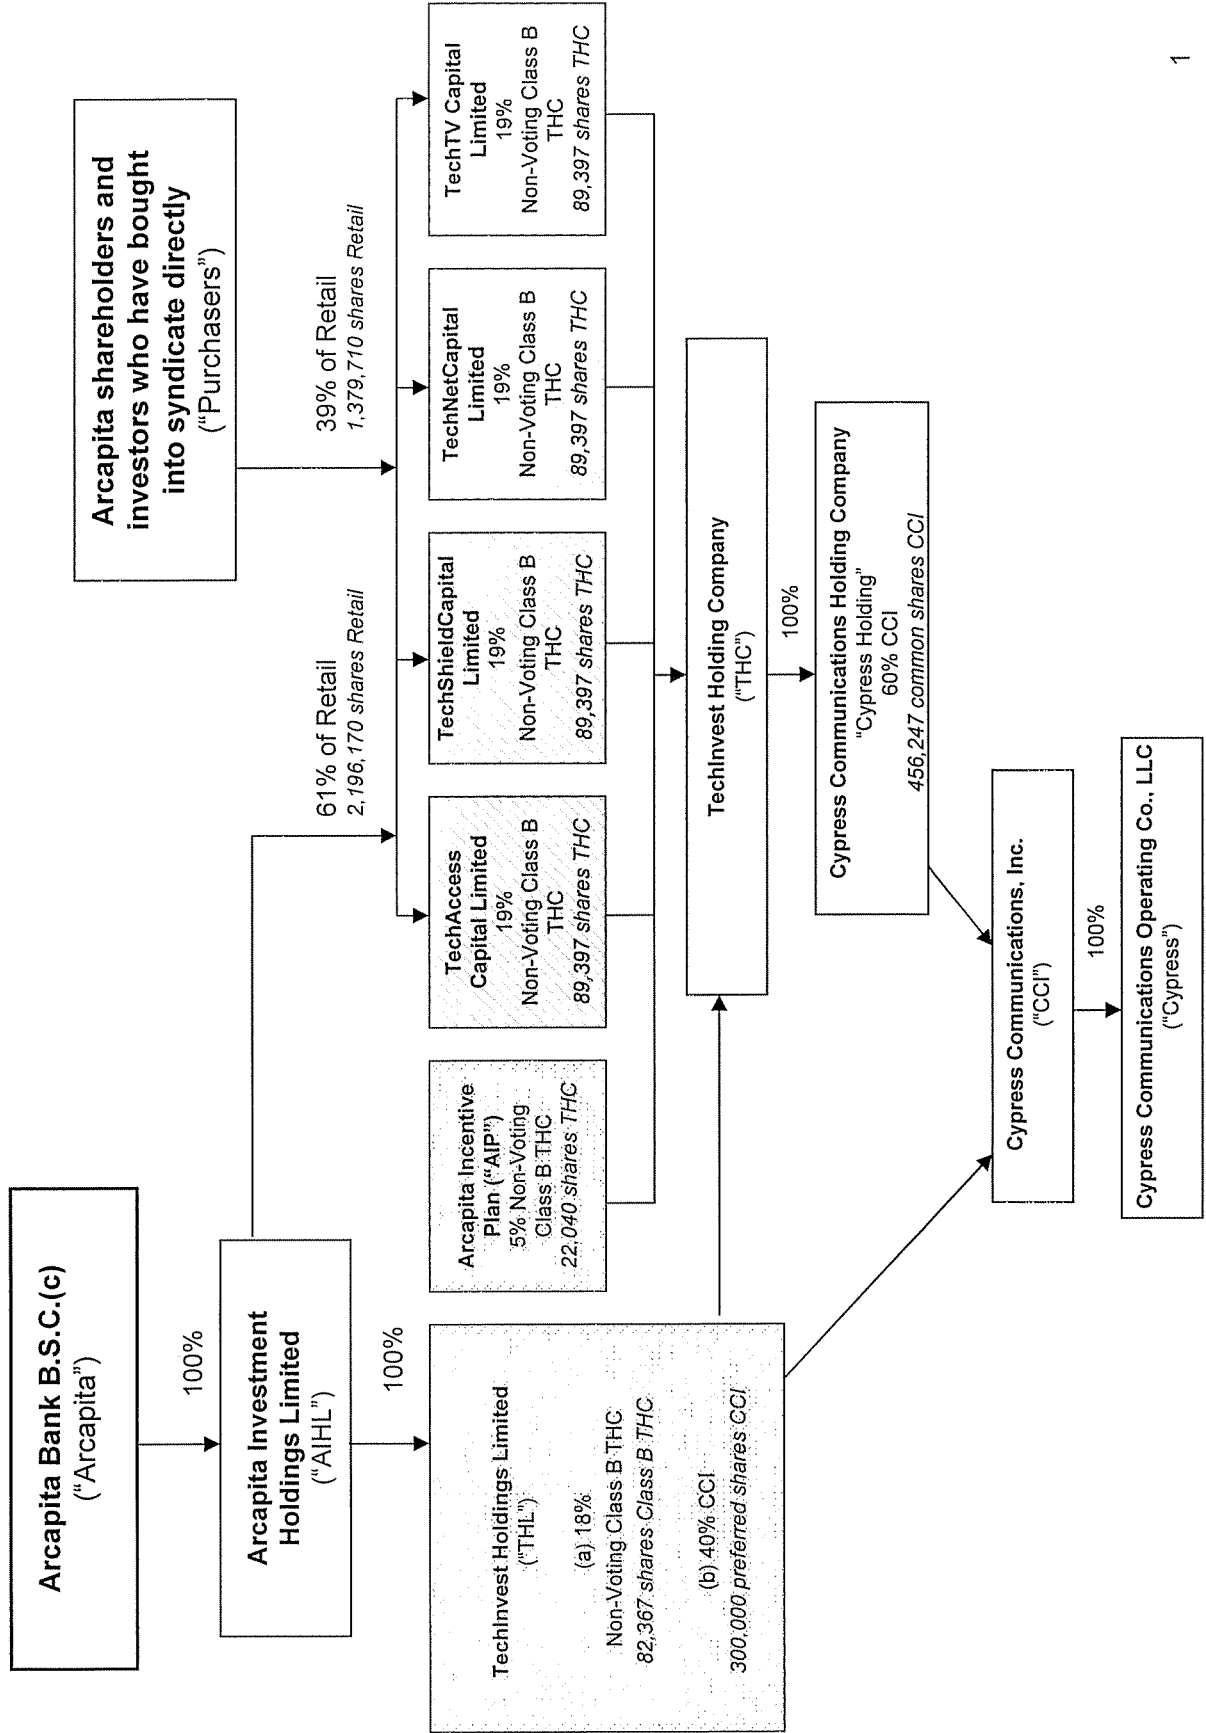 Arcapita Bank B.S.C.(c)
("Arcapita")
Arcapita shareholders and
investors who have bought
into syndicate directly
("Purchasers")
100%
Arcapita Investment
Holdings Limited
("AIHL")
100%
61% of Retail
2,196,170 shares Retail
39% of Retail
1,379,710 shares Retail
TechInvest Holdings Limited
("THL")
(a) 18%
Non-Voting Class B THC
82,367 shares Class B THC
(b) 40% CCI
300,000 preferred shares CCI
Arcapita Incentive
Plan ("AIP")
5% Non-Voting
Class B THC
22,040 shares THC
TechAccess
Capital Limited
19%
Non-Voting Class B
THC
89,397 shares THC
TechShieldCapital
Limited
19%
Non-Voting Class B
THC
89,397 shares THC
TechNetCapital
Limited
19%
Non-Voting Class B
THC
89,397 shares THC
TechTV Capital
Limited
19%
Non-Voting Class B
THC
89,397 shares THC
TechInvest Holding Company
("THC")
100%
Cypress Communications Holding Company
"Cypress Holding"
60% CCI
456,247 common shares CCI
Cypress Communications, Inc.
("CCI")
100%
Cypress Communications Operating Co., LLC
("Cypress")
1